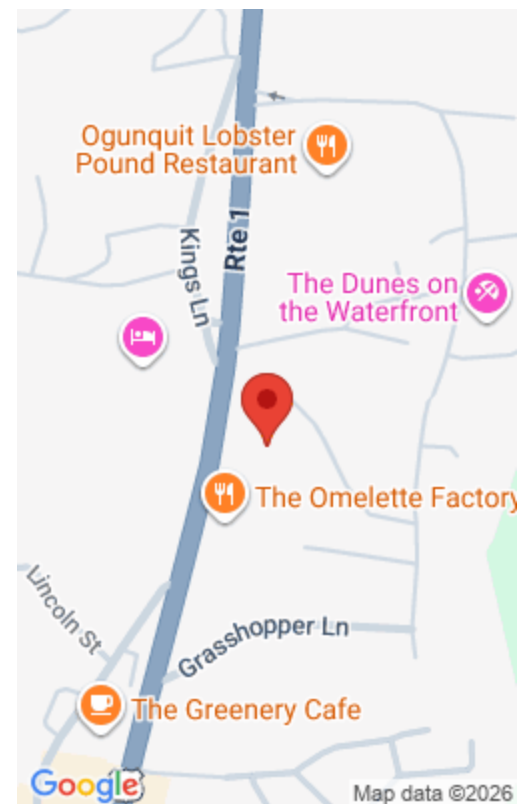 Ogunquit Lobster
Pound Restaurant
Rte 1
Kings Ln
The Dunes on
the Waterfront
The Omelette Factory
Lincoln St
Grasshopper Ln
The Greenery Cafe
Google
Map data ©2026